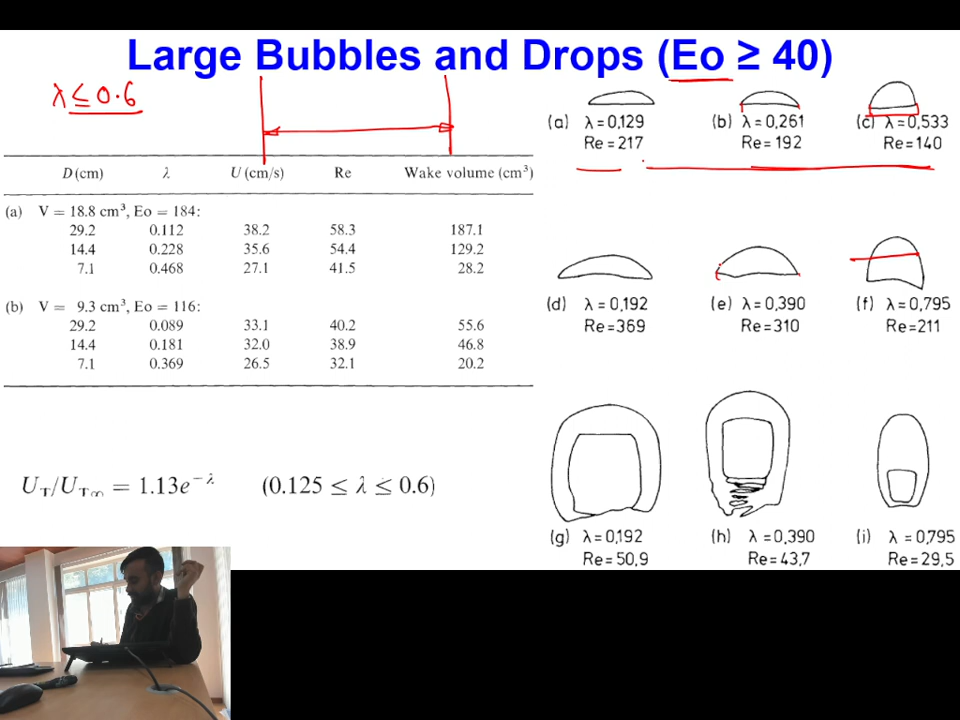 Large Bubbles and Drops (Eo ≥ 40)
λ ≤ 0.6
D (cm) λ U (cm/s) Re Wake volume (cm³)
(a) V = 18.8 cm³, Eo = 184:
29.2 0.112 38.2 58.3 187.1
14.4 0.228 35.6 54.4 129.2
7.1 0.468 27.1 41.5 28.2
(b) V = 9.3 cm³, Eo = 116:
29.2 0.089 33.1 40.2 55.6
14.4 0.181 32.0 38.9 46.8
7.1 0.369 26.5 32.1 20.2
U_T/U_T∞ = 1.13e^−λ (0.125 ≤ λ ≤ 0.6)
(a) λ=0,129
Re=217
(b) λ=0,261
Re=192
(c) λ=0,533
Re=140
(d) λ=0,192
Re=369
(e) λ=0,390
Re=310
(f) λ=0,795
Re=211
(g) λ=0,192
Re=50,9
(h) λ=0,390
Re=43,7
(i) λ=0,795
Re=29,5